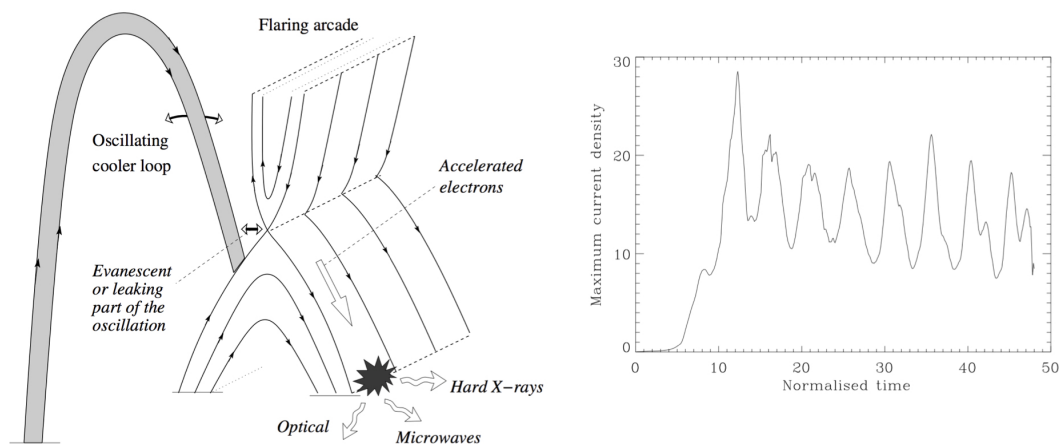 Flaring arcade
Oscillating
cooler loop
Accelerated
electrons
Evanescent
or leaking
part of the
oscillation
Hard X−rays
Optical
Microwaves
Maximum current density
30
20
10
0
0
10
20
30
40
50
Normalised time